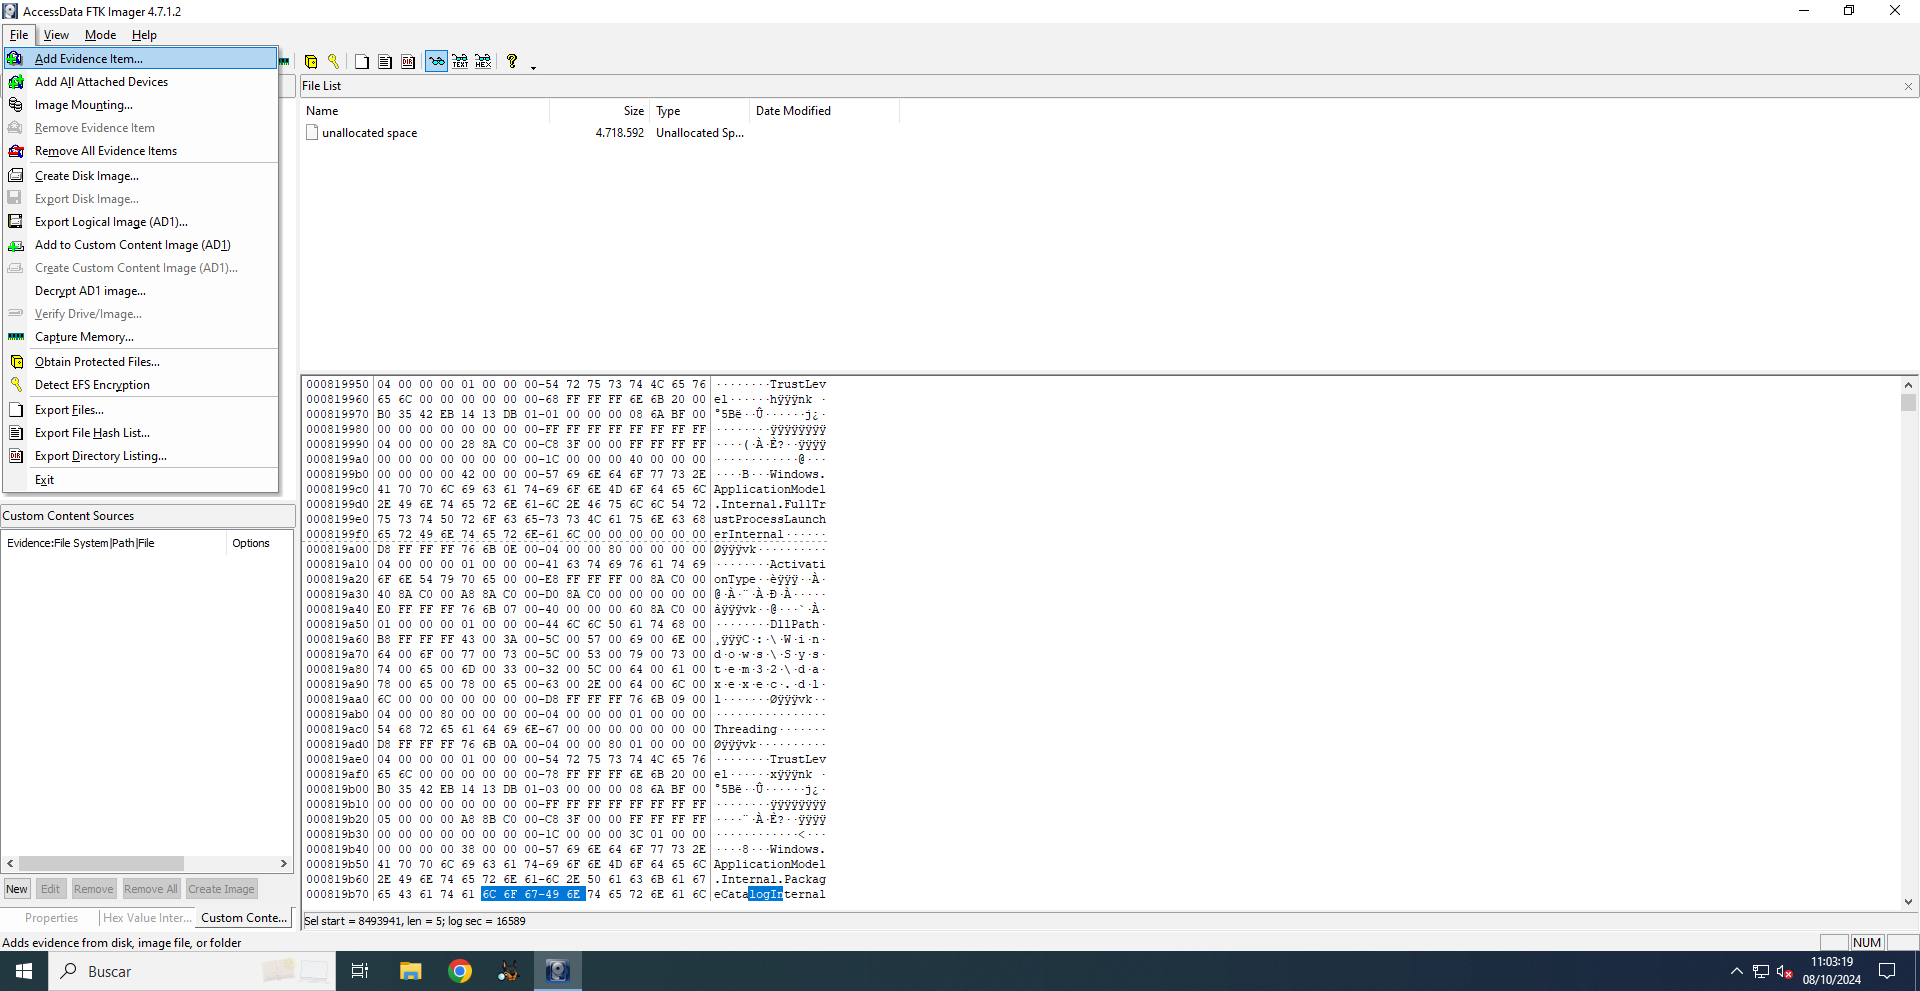 AccessData FTK Imager 4.7.1.2
File View Mode Help
Add Evidence Item...
Add All Attached Devices
Image Mounting...
Remove Evidence Item
Remove All Evidence Items
Create Disk Image...
Export Disk Image...
Export Logical Image (AD1)...
Add to Custom Content Image (AD1)
Create Custom Content Image (AD1)...
Decrypt AD1 image...
Verify Drive/Image...
Capture Memory...
Obtain Protected Files...
Detect EFS Encryption
Export Files...
Export File Hash List...
Export Directory Listing...
Exit
TEXT HEX
File List
Name Size Type Date Modified
unallocated space 4.718.592 Unallocated Sp...
000819950 04 00 00 00 01 00 00 00-54 72 75 73 74 4C 65 76 ········TrustLev
000819960 65 6C 00 00 00 00 00 00-68 FF FF FF 6E 6B 20 00 el······hÿÿÿnk ·
000819970 B0 35 42 EB 14 13 DB 01-01 00 00 00 08 6A BF 00 °5Bë··Û······j¿·
000819980 00 00 00 00 00 00 00 00-FF FF FF FF FF FF FF FF ········ÿÿÿÿÿÿÿÿ
000819990 04 00 00 00 28 8A C0 00-C8 3F 00 00 FF FF FF FF ····(·À·È?··ÿÿÿÿ
0008199a0 00 00 00 00 00 00 00 00-1C 00 00 00 40 00 00 00 ············@···
0008199b0 00 00 00 00 42 00 00 00-57 69 6E 64 6F 77 73 2E ····B···Windows.
0008199c0 41 70 70 6C 69 63 61 74-69 6F 6E 4D 6F 64 65 6C ApplicationModel
0008199d0 2E 49 6E 74 65 72 6E 61-6C 2E 46 75 6C 6C 54 72 .Internal.FullTr
0008199e0 75 73 74 50 72 6F 63 65-73 73 4C 61 75 6E 63 68 ustProcessLaunch
0008199f0 65 72 49 6E 74 65 72 6E-61 6C 00 00 00 00 00 00 erInternal······
000819a00 D8 FF FF FF 76 6B 0E 00-04 00 00 80 00 00 00 00 Øÿÿÿvk··········
000819a10 04 00 00 00 01 00 00 00-41 63 74 69 76 61 74 69 ········Activati
000819a20 6F 6E 54 79 70 65 00 00-E8 FF FF FF 00 8A C0 00 onType··èÿÿÿ··À·
000819a30 40 8A C0 00 A8 8A C0 00-D0 8A C0 00 00 00 00 00 @·À·¨·À·Ð·À·····
000819a40 E0 FF FF FF 76 6B 07 00-40 00 00 00 60 8A C0 00 àÿÿÿvk··@···`·À·
000819a50 01 00 00 00 01 00 00 00-44 6C 6C 50 61 74 68 00 ········DllPath·
000819a60 B8 FF FF FF 43 00 3A 00-5C 00 57 00 69 00 6E 00 ¸ÿÿÿC·:·\·W·i·n·
000819a70 64 00 6F 00 77 00 73 00-5C 00 53 00 79 00 73 00 d·o·w·s·\·S·y·s·
000819a80 74 00 65 00 6D 00 33 00-32 00 5C 00 64 00 61 00 t·e·m·3·2·\·d·a·
000819a90 78 00 65 00 78 00 65 00-63 00 2E 00 64 00 6C 00 x·e·x·e·c·.·d·l·
000819aa0 6C 00 00 00 00 00 00 00-D8 FF FF FF 76 6B 09 00 l·······Øÿÿÿvk··
000819ab0 04 00 00 80 00 00 00 00-04 00 00 00 01 00 00 00 ················
000819ac0 54 68 72 65 61 64 69 6E-67 00 00 00 00 00 00 00 Threading·······
000819ad0 D8 FF FF FF 76 6B 0A 00-04 00 00 80 01 00 00 00 Øÿÿÿvk··········
000819ae0 04 00 00 00 01 00 00 00-54 72 75 73 74 4C 65 76 ········TrustLev
000819af0 65 6C 00 00 00 00 00 00-78 FF FF FF 6E 6B 20 00 el······xÿÿÿnk ·
000819b00 B0 35 42 EB 14 13 DB 01-03 00 00 00 08 6A BF 00 °5Bë··Û······j¿·
000819b10 00 00 00 00 00 00 00 00-FF FF FF FF FF FF FF FF ········ÿÿÿÿÿÿÿÿ
000819b20 05 00 00 00 A8 8B C0 00-C8 3F 00 00 FF FF FF FF ····¨·À·È?··ÿÿÿÿ
000819b30 00 00 00 00 00 00 00 00-1C 00 00 00 3C 01 00 00 ············<···
000819b40 00 00 00 00 38 00 00 00-57 69 6E 64 6F 77 73 2E ····8···Windows.
000819b50 41 70 70 6C 69 63 61 74-69 6F 6E 4D 6F 64 65 6C ApplicationModel
000819b60 2E 49 6E 74 65 72 6E 61-6C 2E 50 61 63 6B 61 67 .Internal.Packag
000819b70 65 43 61 74 61 6C 6F 67-49 6E 74 65 72 6E 61 6C eCatalogInternal
Sel start = 8493941, len = 5; log sec = 16589
Custom Content Sources
Evidence:File System|Path|File Options
New Edit Remove Remove All Create Image
Properties Hex Value Inter... Custom Conte...
Adds evidence from disk, image file, or folder
NUM
Buscar
11:03:19
08/10/2024